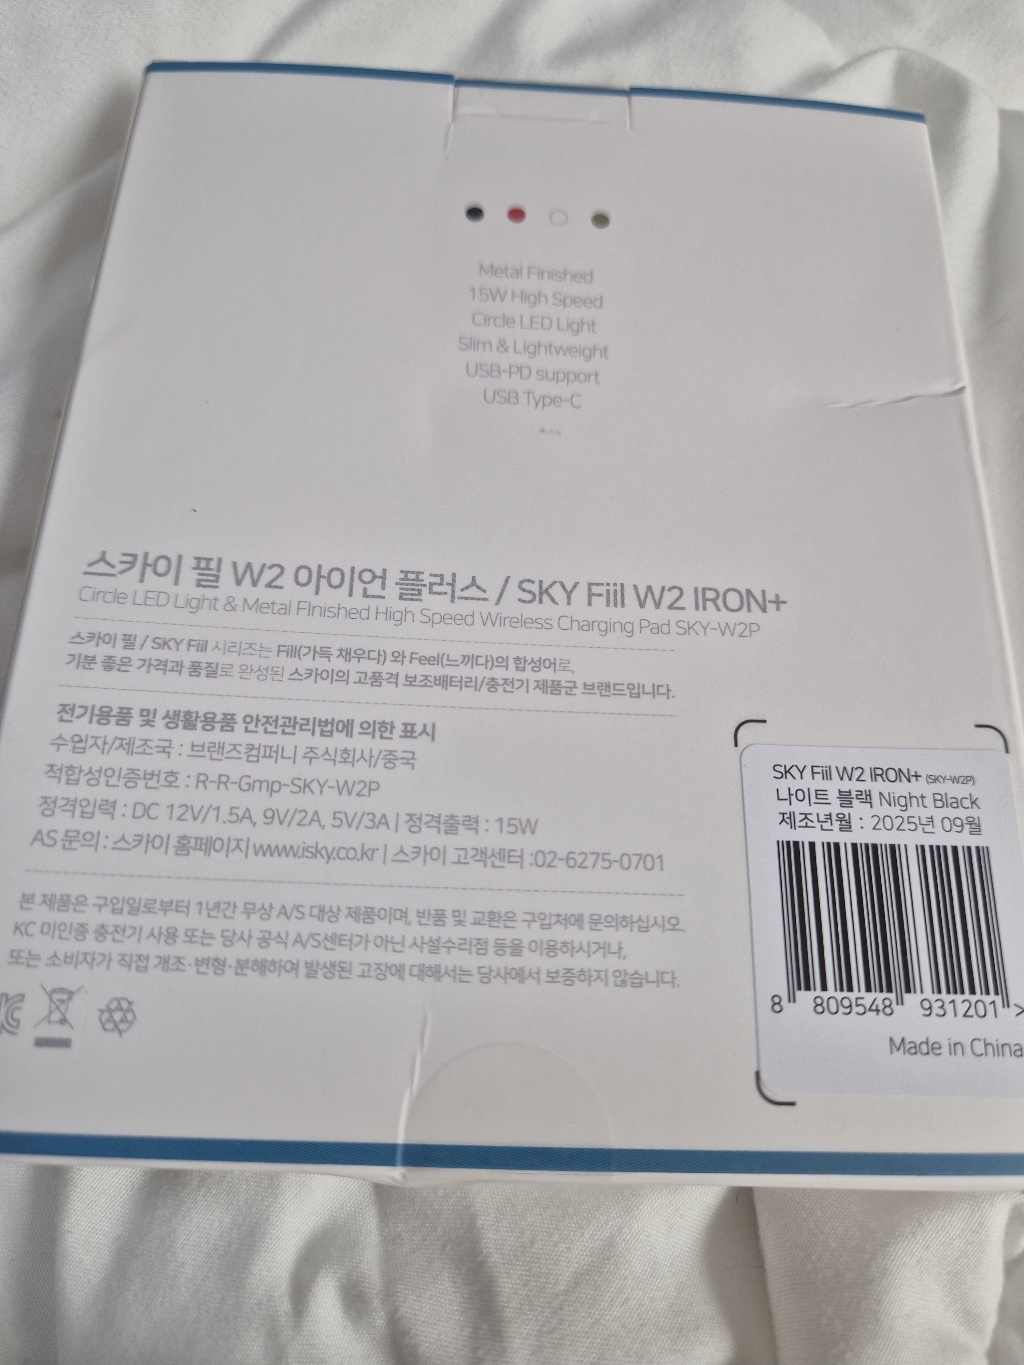 Metal Finished
15W High Speed
Circle LED Light
Slim & Lightweight
USB-PD support
USB Type-C
스카이 필 W2 아이언 플러스 / SKY Fiil W2 IRON+
Circle LED Light & Metal FInished High Speed Wireless Charging Pad SKY-W2P
스카이 필 / SKY Fiil 시리즈는 Fill(가득 채우다) 와 Feel(느끼다)의 합성어로,
기분 좋은 가격과 품질로 완성된 스카이의 고품격 보조배터리/충전기 제품군 브랜드입니다.
전기용품 및 생활용품 안전관리법에 의한 표시
수입자/제조국 : 브랜즈컴퍼니 주식회사/중국
적합성인증번호 : R-R-Gmp-SKY-W2P
정격입력 : DC 12V/1.5A, 9V/2A, 5V/3A | 정격출력 : 15W
AS 문의 : 스카이 홈페이지 www.isky.co.kr | 스카이 고객센터 :02-6275-0701
본 제품은 구입일로부터 1년간 무상 A/S 대상 제품이며, 반품 및 교환은 구입처에 문의하십시오.
KC 미인증 충전기 사용 또는 당사 공식 A/S센터가 아닌 사설수리점 등을 이용하시거나,
또는 소비자가 직접 개조·변형·분해하여 발생된 고장에 대해서는 당사에서 보증하지 않습니다.
SKY Fiil W2 IRON+ (SKY-W2P)
나이트 블랙 Night Black
제조년월 : 2025년 09월
8 809548 931201 >
Made in China